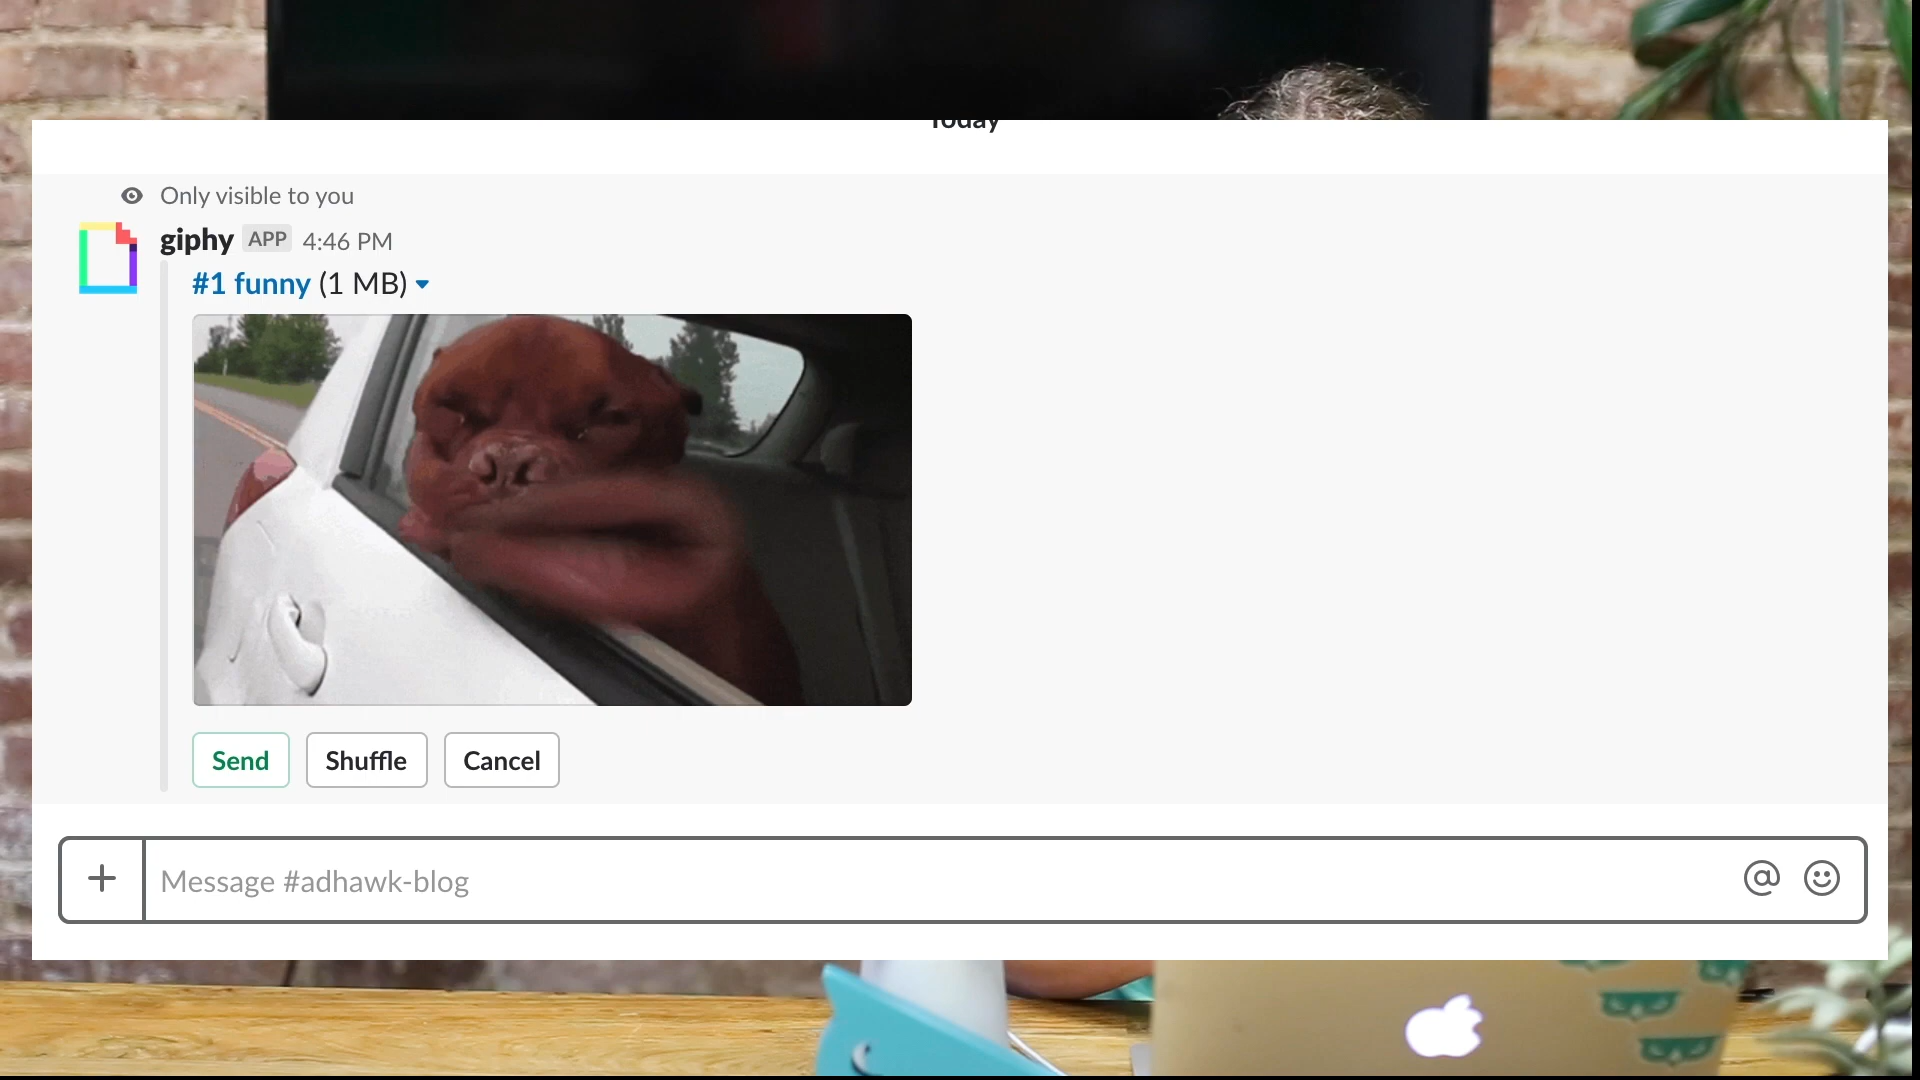 Today
Only visible to you
giphy APP 4:46 PM
#1 funny (1 MB)
Send Shuffle Cancel
Message #adhawk-blog